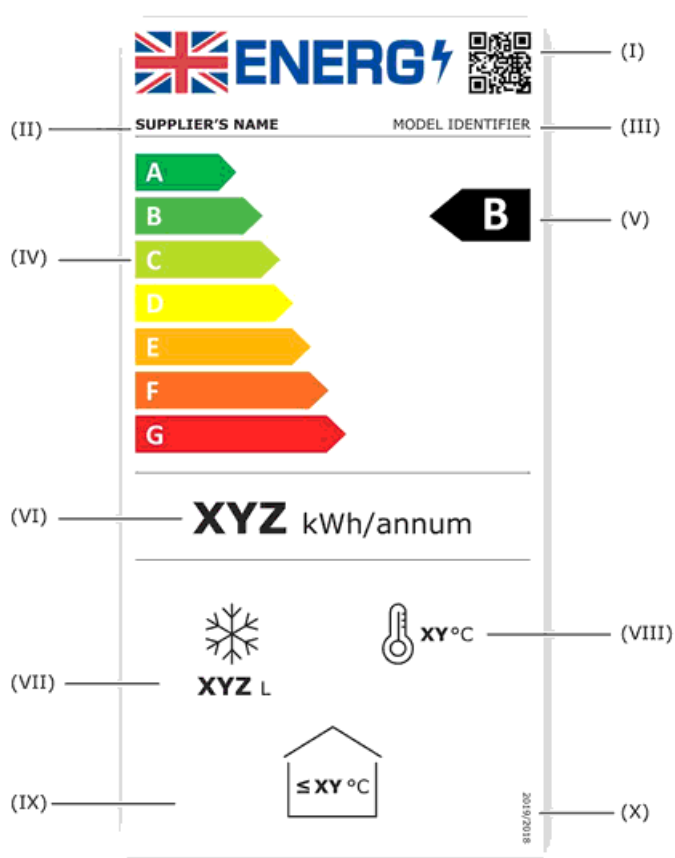 ENERG
(I)
(II)
SUPPLIER'S NAME
MODEL IDENTIFIER
(III)
A
B
B
(V)
(IV)
C
D
E
F
G
(VI)
XYZ kWh/annum
XY°C
(VIII)
(VII)
XYZ L
≤ XY °C
(IX)
2019/2018
(X)